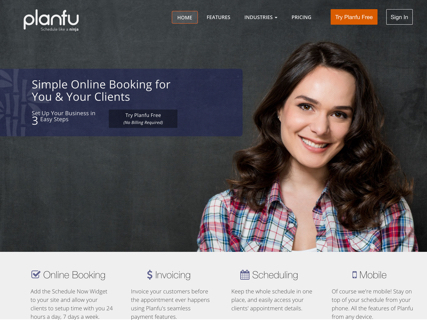 planfu
Schedule like a ninja
HOME
FEATURES
INDUSTRIES
PRICING
Try Planfu Free
Sign In
Simple Online Booking for
You & Your Clients
Set Up Your Business in
3 Easy Steps
Try Planfu Free
(No Billing Required)
Online Booking
Add the Schedule Now Widget
to your site and allow your
clients to setup time with you 24
hours a day, 7 days a week.
$ Invoicing
Invoice your customers before
the appointment ever happens
using Planfu's seamless
payment features.
Scheduling
Keep the whole schedule in one
place, and easily access your
clients' appointment details.
Mobile
Of course we're mobile! Stay on
top of your schedule from your
phone. All the features of Planfu
from any device.